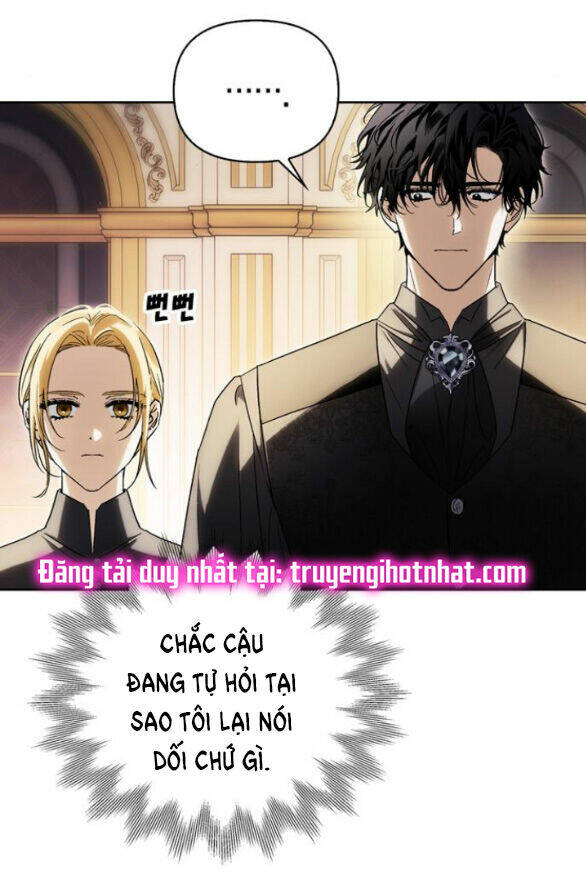 .......
뻔뻔
Đăng tải duy nhất tại: truyengihotnhat.com
CHẮC CẬU
ĐANG TỰ HỎI TẠI
SAO TÔI LẠI NÓI
DỐI CHỨ GÌ.